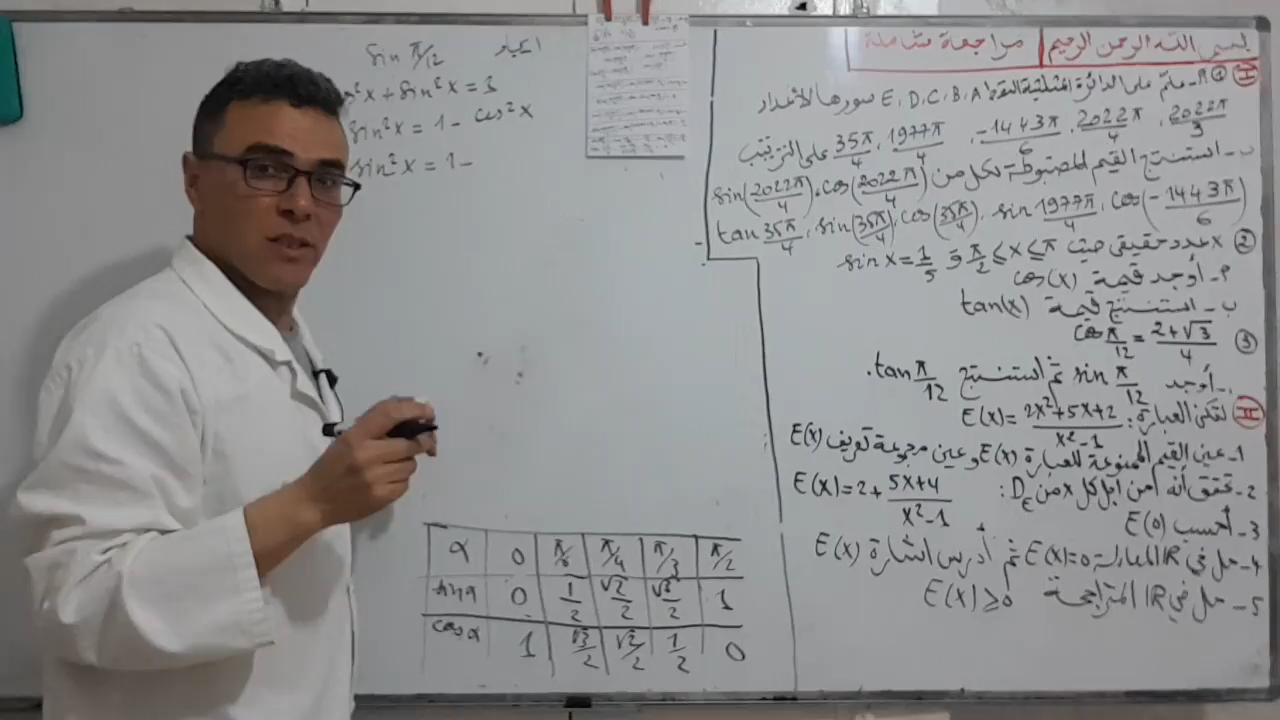 بسم الله الرحمن الرحيم مراجعة شاملة
I ① أ- علّم على الدائرة المثلثية النقط E, D, C, B, A صورها الأعداد
2022π/3 , 2022π/4 , -1443π/6 , 1977π/4 , 35π/4 على الترتيب
ب- استنتج القيم المضبوطة لكل من sin(2022π/4), cos(2022π/4)
tan 35π/4, sin(35π/4), cos(35π/4), sin 1977π/4, cos(-1443π/6)
② x عدد حقيقي حيث π/2 ≤ x ≤ π و sin x = 1/5
أ- أوجد قيمة cos(x)
ب- استنتج قيمة tan(x)
③ cos π/12 = 2+√3/4
- أوجد sin π/12 ثم استنتج tan π/12.
II لتكن العبارة: E(x) = 2x²+5x+2/x²-1
1- عين القيم الممنوعة للعبارة E(x) وعين مجموعة تعريف E(x)
2- تحقق أنه من أجل كل x من D_E: E(x)=2+ 5x+4/x²-1
3- أحسب E(0)
4- حل في IR المعادلة E(x)=0 ثم أدرس اشارة E(x)
5- حل في IR المتراجحة E(x) ≥ 0
ايجاد sin π/12
s²x + sin²x = 1
sin²x = 1 - cos²x
sin²x = 1 -
α 0 π/6 π/4 π/3 π/2
sin α 0 1/2 √2/2 √3/2 1
cos α 1 √3/2 √2/2 1/2 0